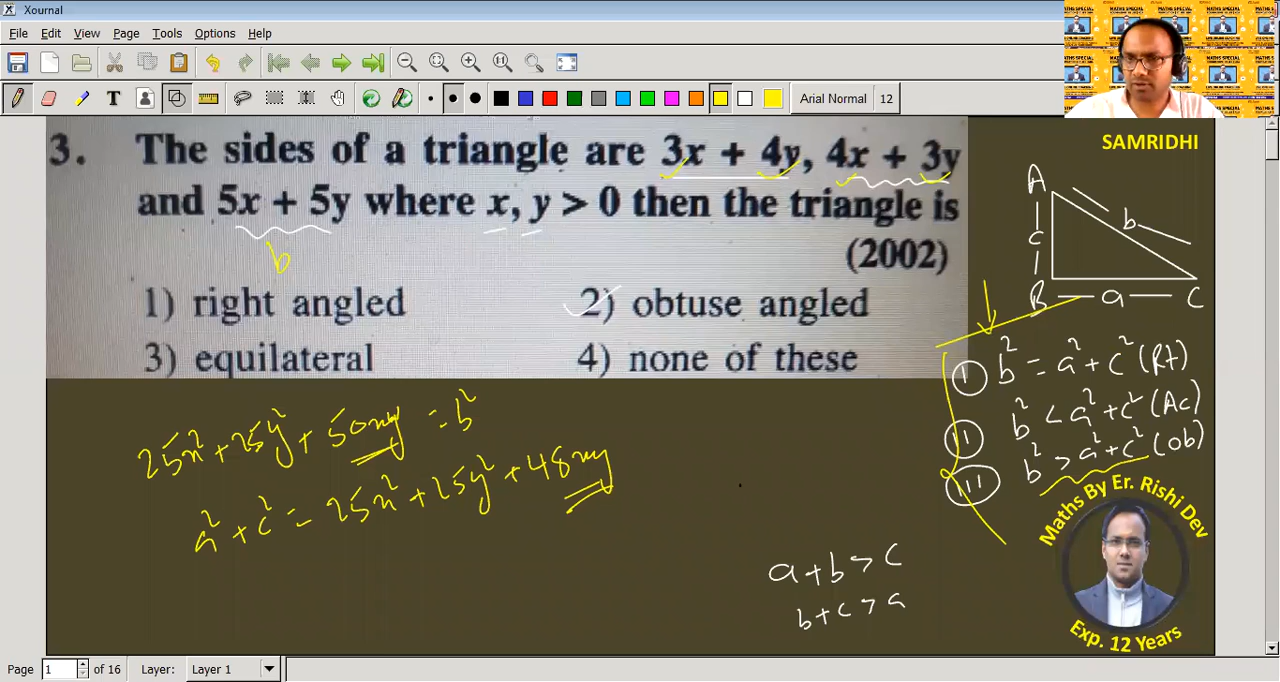 Xournal
File Edit View Page Tools Options Help
Arial Normal 12
3. The sides of a triangle are 3x + 4y, 4x + 3y
and 5x + 5y where x, y > 0 then the triangle is
(2002)
1) right angled 2) obtuse angled
3) equilateral 4) none of these
b
25x² + 25y² + 50xy = b²
a² + c² = 25x² + 25y² + 48xy
SAMRIDHI
A
c
b
B
a
C
I b² = a² + c² (Rt)
II b² < a² + c² (Ac)
III b² > a² + c² (Ob)
a + b > c
b + c > a
Maths By Er. Rishi Dev
Exp. 12 Years
Page 1 of 16 Layer: Layer 1